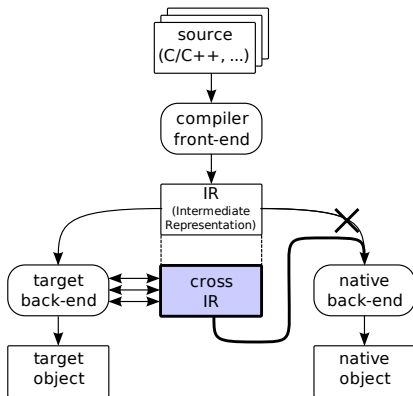 source
(C/C++, ...)
compiler
front-end
IR
(Intermediate
Representation)
target
back-end
cross
IR
native
back-end
target
object
native
object